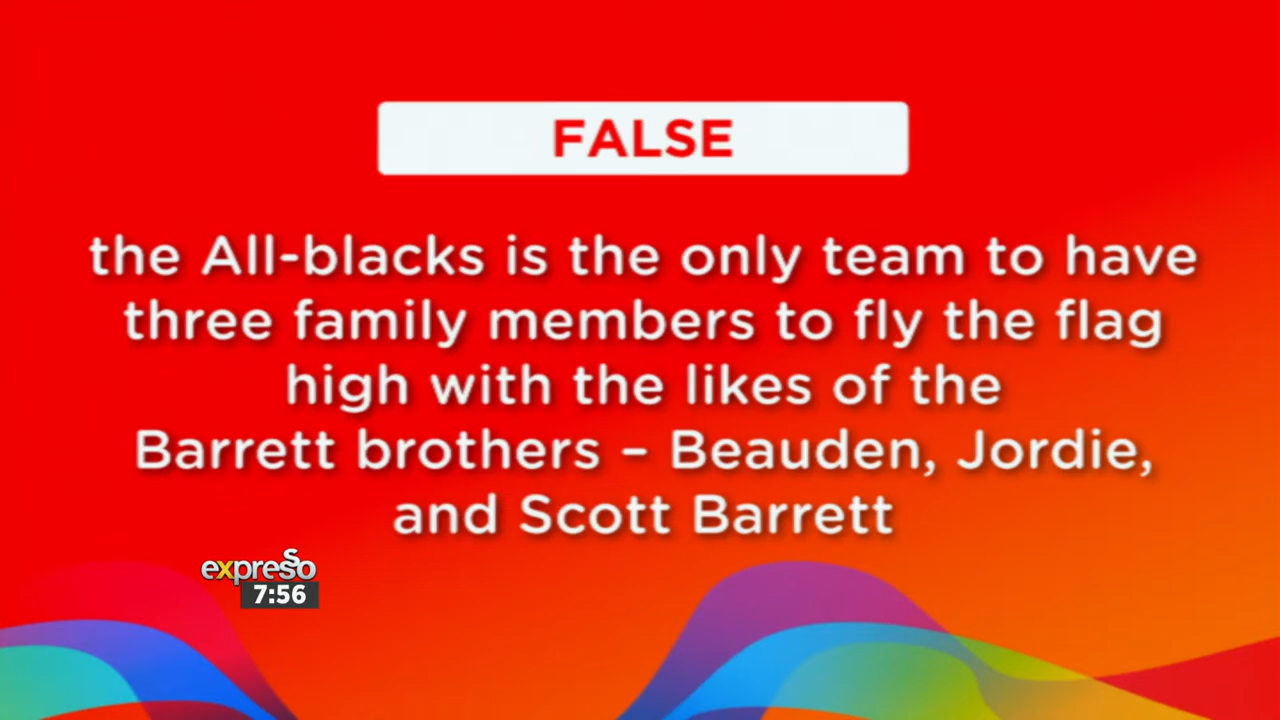 FALSE
the All-blacks is the only team to have
three family members to fly the flag
high with the likes of the
Barrett brothers – Beauden, Jordie,
and Scott Barrett
expresso
7:56